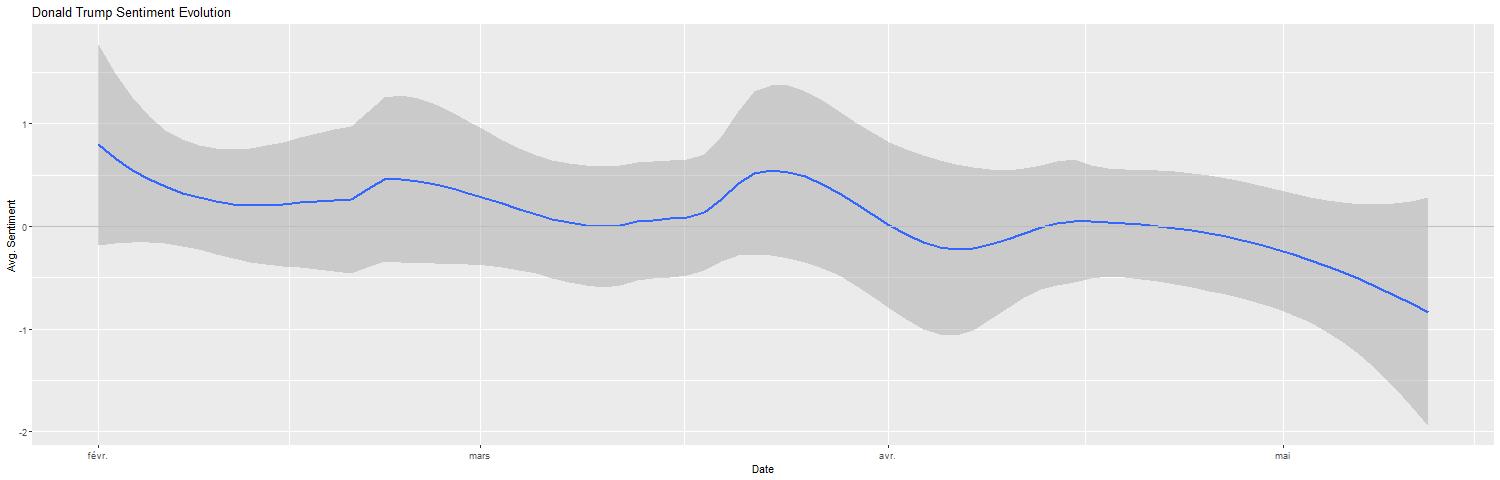 Donald Trump Sentiment Evolution
Avg. Sentiment
1
0
-1
-2
févr.
mars
avr.
mai
Date